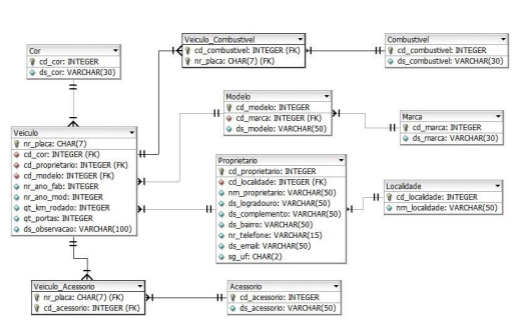 Cor
cd_cor: INTEGER
ds_cor: VARCHAR(30)
Veiculo_Combustivel
cd_combustivel: INTEGER (FK)
nr_placa: CHAR(7) (FK)
Combustivel
cd_combustivel: INTEGER
ds_combustivel: VARCHAR(30)
Modelo
cd_modelo: INTEGER
cd_marca: INTEGER (FK)
ds_modelo: VARCHAR(50)
Marca
cd_marca: INTEGER
ds_marca: VARCHAR(30)
Veiculo
nr_placa: CHAR(7)
cd_cor: INTEGER (FK)
cd_proprietario: INTEGER (FK)
cd_modelo: INTEGER (FK)
nr_ano_fab: INTEGER
nr_ano_mod: INTEGER
qt_km_rodado: INTEGER
qt_portas: INTEGER
ds_observacao: VARCHAR(100)
Proprietario
cd_proprietario: INTEGER
cd_localidade: INTEGER (FK)
nm_proprietario: VARCHAR(50)
ds_logradouro: VARCHAR(50)
ds_complemento: VARCHAR(50)
ds_bairro: VARCHAR(50)
nr_telefone: VARCHAR(15)
ds_email: VARCHAR(50)
sg_uf: CHAR(2)
Localidade
cd_localidade: INTEGER
nm_localidade: VARCHAR(50)
Veiculo_Acessorio
nr_placa: CHAR(7) (FK)
cd_acessorio: INTEGER (FK)
Acessorio
cd_acessorio: INTEGER
ds_acessorio: VARCHAR(50)